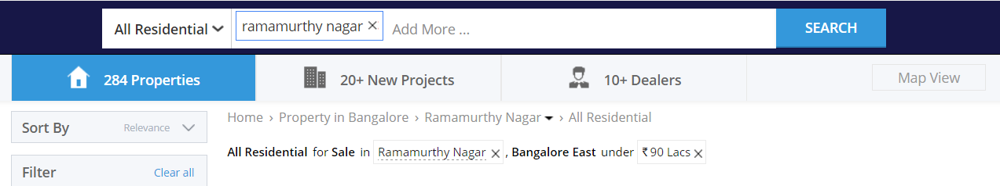 All Residential ramamurthy nagar × Add More ... SEARCH
284 Properties 20+ New Projects 10+ Dealers Map View
Sort By Relevance Home › Property in Bangalore › Ramamurthy Nagar › All Residential
All Residential for Sale in Ramamurthy Nagar × , Bangalore East under ₹ 90 Lacs ×
Filter Clear all